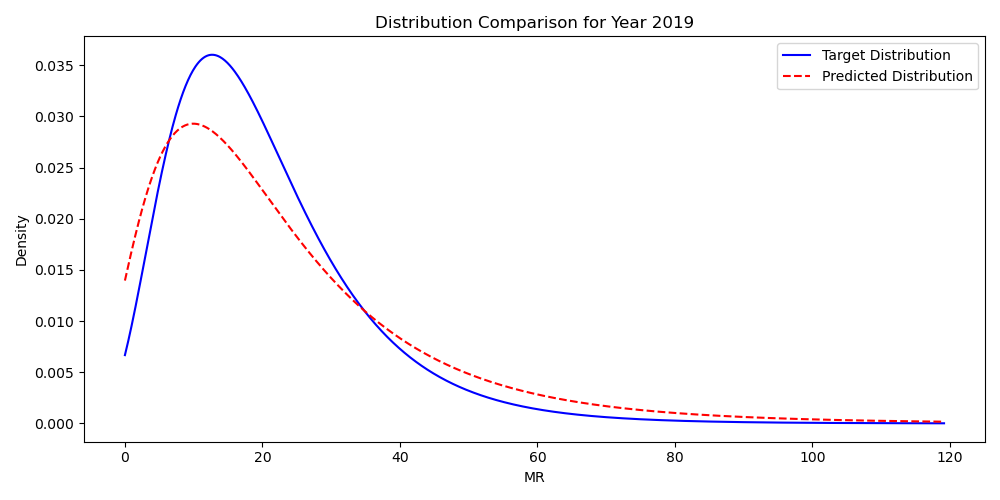 Distribution Comparison for Year 2019
Target Distribution
Predicted Distribution
0.035
0.030
0.025
0.020
0.015
0.010
0.005
0.000
Density
0 20 40 60 80 100 120
MR